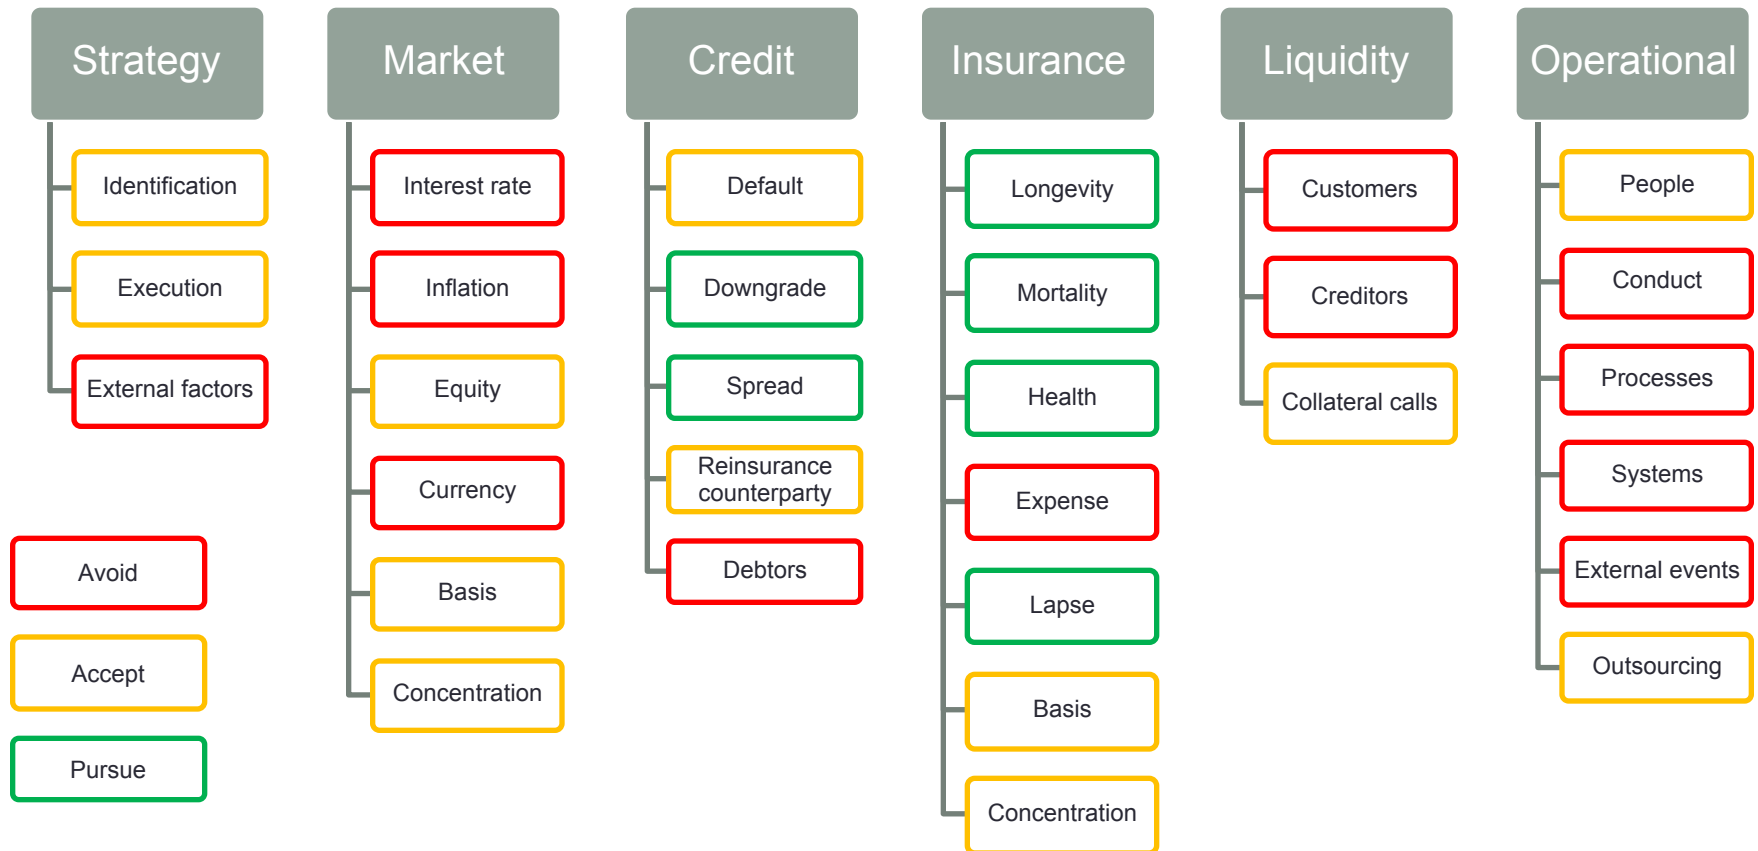 Strategy
Identification
Execution
External factors
Market
Interest rate
Inflation
Equity
Currency
Basis
Concentration
Credit
Default
Downgrade
Spread
Reinsurance
counterparty
Debtors
Insurance
Longevity
Mortality
Health
Expense
Lapse
Basis
Concentration
Liquidity
Customers
Creditors
Collateral calls
Operational
People
Conduct
Processes
Systems
External events
Outsourcing
Avoid
Accept
Pursue